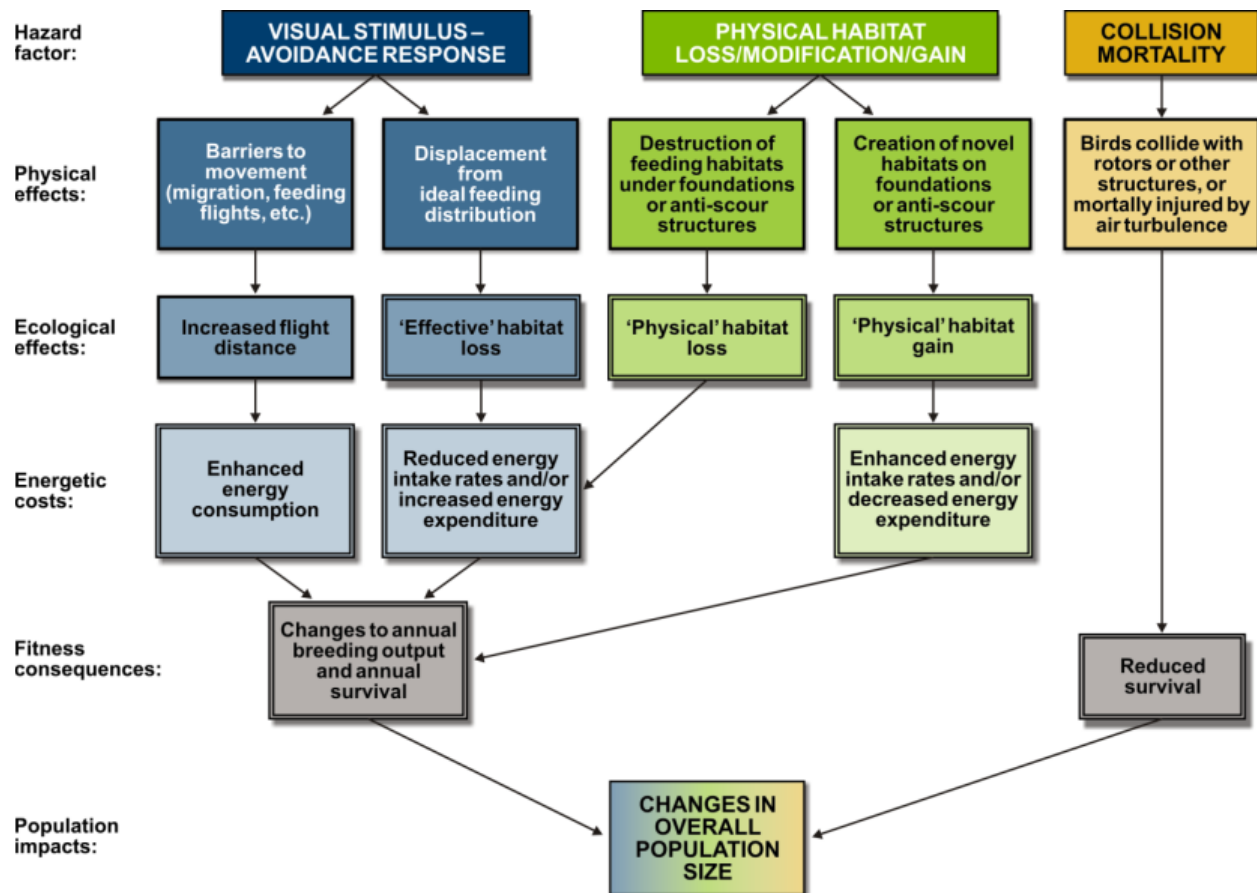 Hazard
factor:
VISUAL STIMULUS –
AVOIDANCE RESPONSE
PHYSICAL HABITAT
LOSS/MODIFICATION/GAIN
COLLISION
MORTALITY
Physical
effects:
Barriers to
movement
(migration, feeding
flights, etc.)
Displacement
from
ideal feeding
distribution
Destruction of
feeding habitats
under foundations
or anti-scour
structures
Creation of novel
habitats on
foundations
or anti-scour
structures
Birds collide with
rotors or other
structures, or
mortally injured by
air turbulence
Ecological
effects:
Increased flight
distance
‘Effective’ habitat
loss
‘Physical’ habitat
loss
‘Physical’ habitat
gain
Energetic
costs:
Enhanced
energy
consumption
Reduced energy
intake rates and/or
increased energy
expenditure
Enhanced energy
intake rates and/or
decreased energy
expenditure
Fitness
consequences:
Changes to annual
breeding output
and annual
survival
Reduced
survival
Population
impacts:
CHANGES IN
OVERALL
POPULATION
SIZE